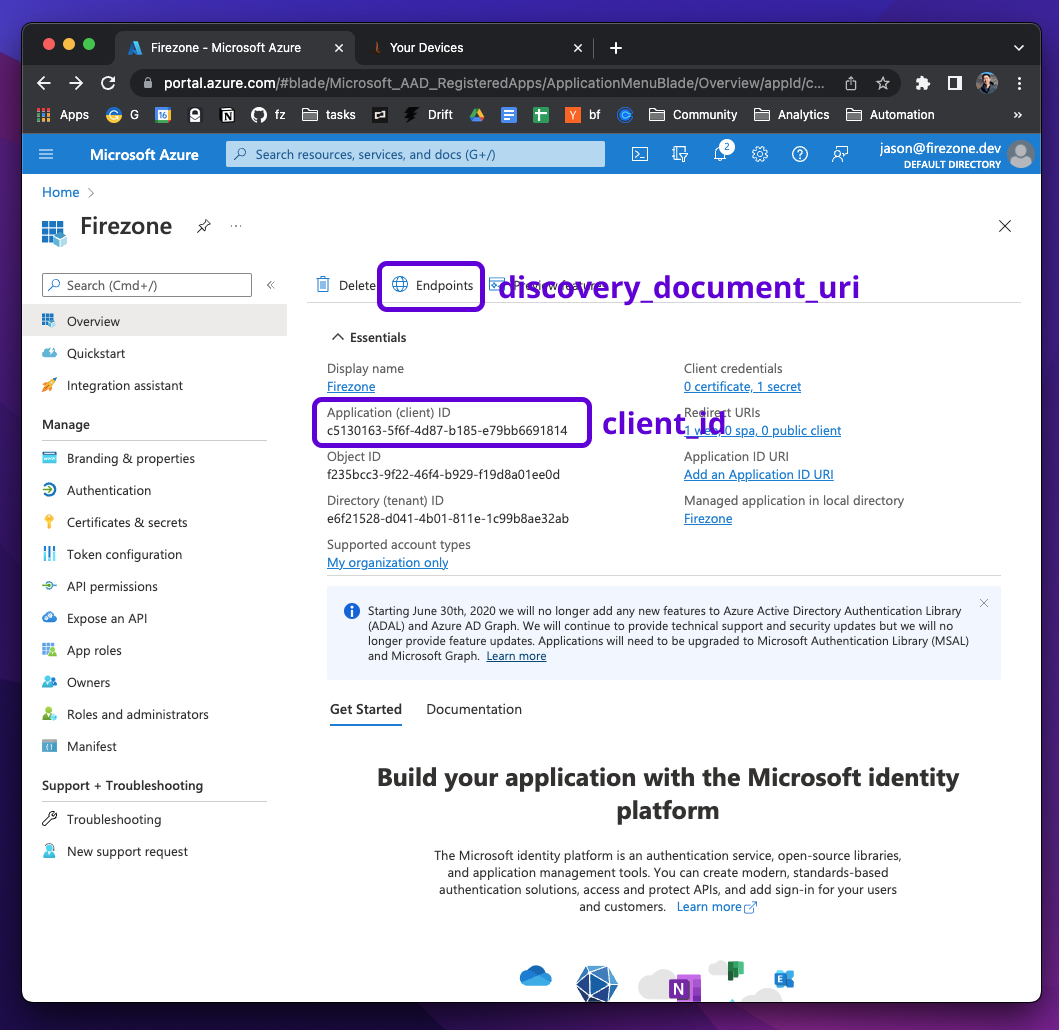 Firezone - Microsoft Azure
Your Devices
portal.azure.com/#blade/Microsoft_AAD_RegisteredApps/ApplicationMenuBlade/Overview/appId/c...
Apps
G
16
fz
tasks
Drift
Y
bf
Community
Analytics
Automation
»
Microsoft Azure
Search resources, services, and docs (G+/)
2
jason@firezone.dev
DEFAULT DIRECTORY
Home
Firezone
...
Search (Cmd+/)
«
Delete
Endpoints
Preview features
discovery_document_uri
Overview
Quickstart
Integration assistant
Manage
Branding & properties
Authentication
Certificates & secrets
Token configuration
API permissions
Expose an API
App roles
Owners
Roles and administrators
Manifest
Support + Troubleshooting
Troubleshooting
New support request
Essentials
Display name
Firezone
Application (client) ID
c5130163-5f6f-4d87-b185-e79bb6691814
client_id
Object ID
f235bcc3-9f22-46f4-b929-f19d8a01ee0d
Directory (tenant) ID
e6f21528-d041-4b01-811e-1c99b8ae32ab
Supported account types
My organization only
Client credentials
0 certificate, 1 secret
Redirect URIs
1 web, 0 spa, 0 public client
Application ID URI
Add an Application ID URI
Managed application in local directory
Firezone
Starting June 30th, 2020 we will no longer add any new features to Azure Active Directory Authentication Library
(ADAL) and Azure AD Graph. We will continue to provide technical support and security updates but we will no
longer provide feature updates. Applications will need to be upgraded to Microsoft Authentication Library (MSAL)
and Microsoft Graph. Learn more
Get Started
Documentation
Build your application with the Microsoft identity
platform
The Microsoft identity platform is an authentication service, open-source libraries,
and application management tools. You can create modern, standards-based
authentication solutions, access and protect APIs, and add sign-in for your users
and customers. Learn more
N
E